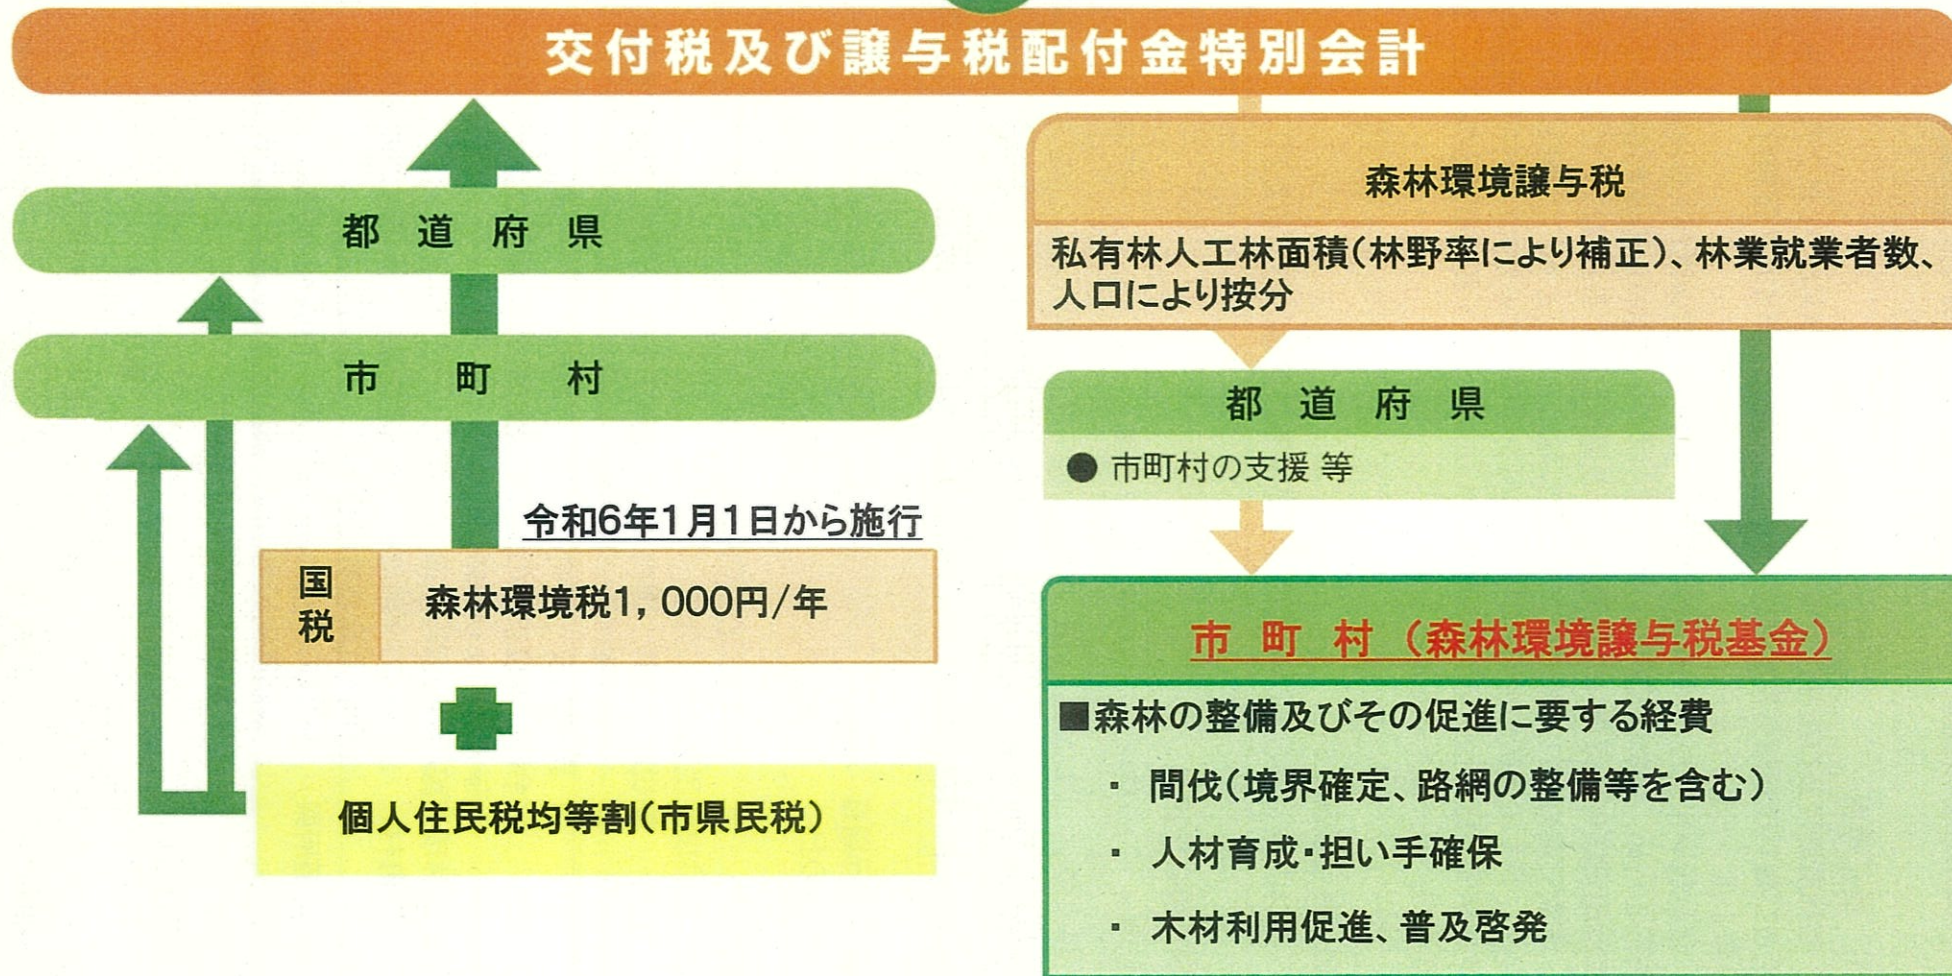 交付税及び譲与税配付金特別会計
都道府県
市町村
令和6年1月1日から施行
国税
森林環境税1,000円/年
個人住民税均等割(市県民税)
森林環境譲与税
私有林人工林面積(林野率により補正)、林業就業者数、
人口により按分
都道府県
● 市町村の支援 等
市町村(森林環境譲与税基金)
■森林の整備及びその促進に要する経費
・ 間伐(境界確定、路網の整備等を含む)
・ 人材育成・担い手確保
・ 木材利用促進、普及啓発